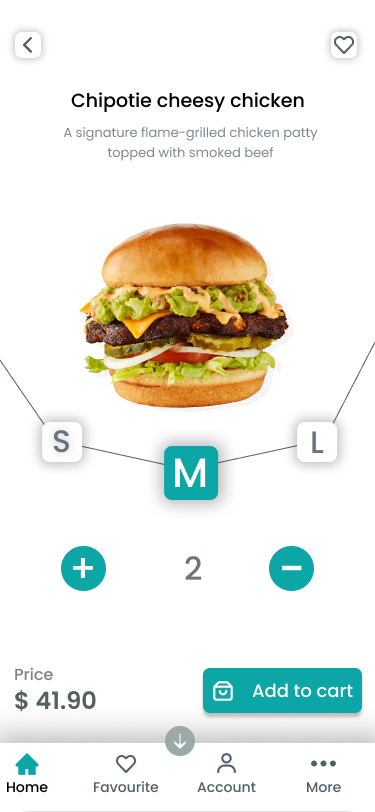 Chipotie cheesy chicken
A signature flame-grilled chicken patty
topped with smoked beef
S
M
L
2
Price
$ 41.90
Add to cart
Home
Favourite
Account
More